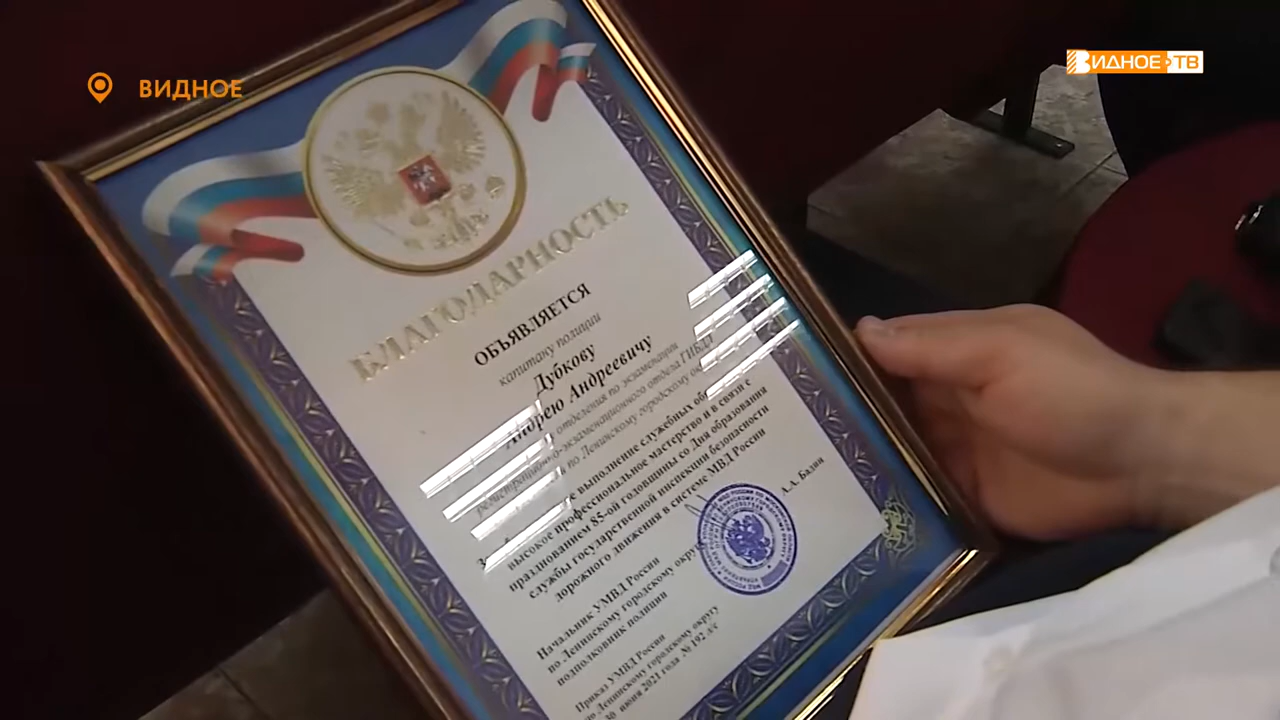 ВИДНОЕ
ВИДНОЕ ТВ
БЛАГОДАРНОСТЬ
ОБЪЯВЛЯЕТСЯ
капитану полиции
Дубкову
Андрею Андреевичу
отделения по экзаменации
регистрационно-экзаменационного отдела ГИБДД
по Ленинскому городскому
выполнение служебных
высокое профессиональное мастерство и в связи с
празднованием 85-ой годовщины со Дня образования
службы государственной инспекции безопасности
дорожного движения в системе МВД России
Начальник УМВД России
по Ленинскому городскому округу
подполковник полиции
А.А. Бадин
Приказ УМВД России
по Ленинскому городскому округу
30 июня 2021 года, № 192 л/с